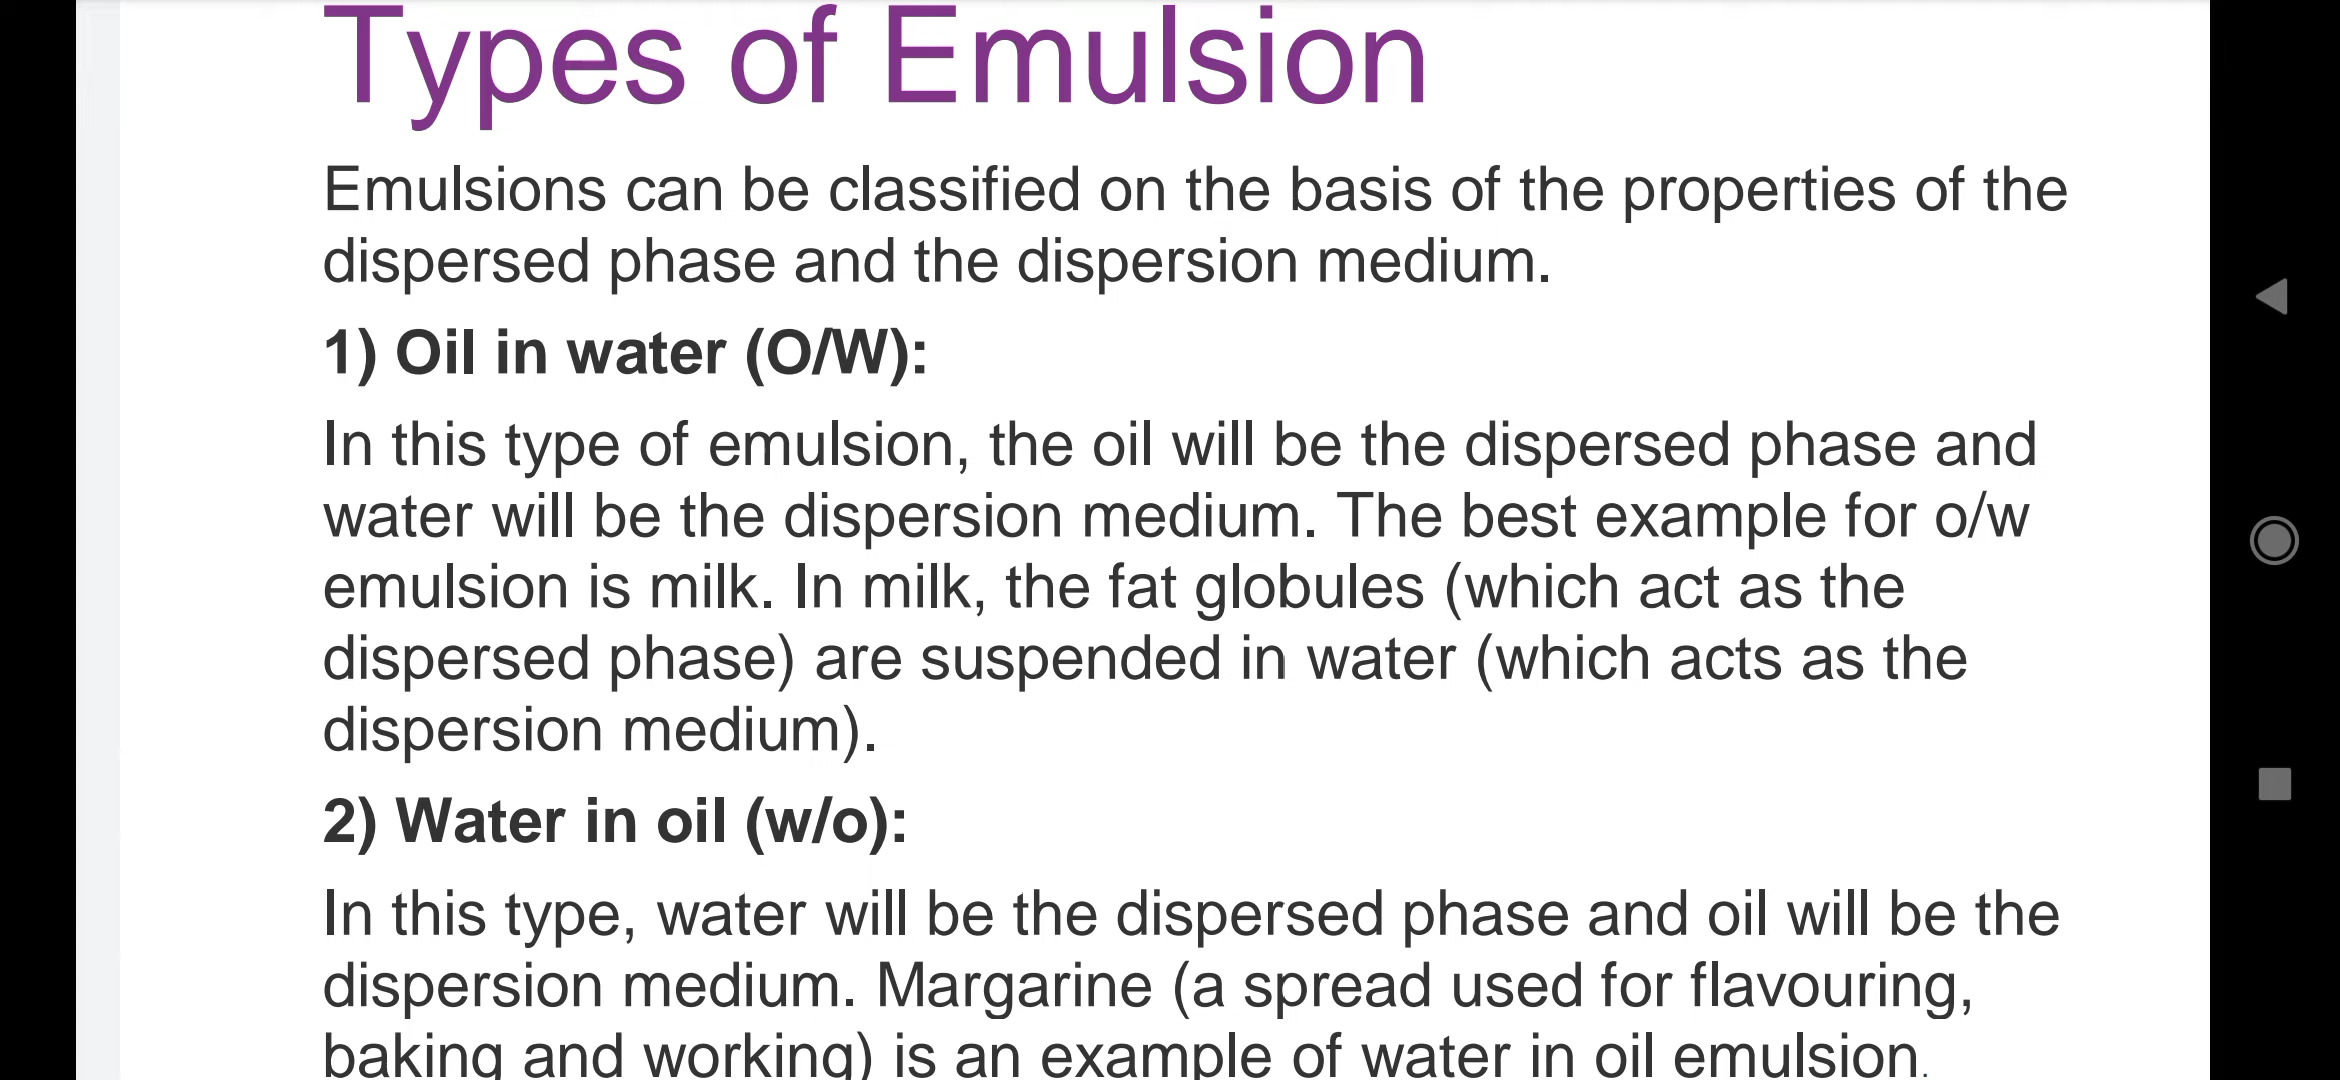 Types of Emulsion
Emulsions can be classified on the basis of the properties of the
dispersed phase and the dispersion medium.
1) Oil in water (O/W):
In this type of emulsion, the oil will be the dispersed phase and
water will be the dispersion medium. The best example for o/w
emulsion is milk. In milk, the fat globules (which act as the
dispersed phase) are suspended in water (which acts as the
dispersion medium).
2) Water in oil (w/o):
In this type, water will be the dispersed phase and oil will be the
dispersion medium. Margarine (a spread used for flavouring,
baking and working) is an example of water in oil emulsion.